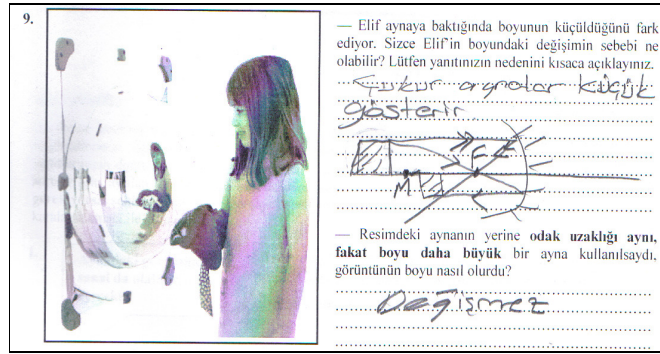 9.
— Elif aynaya baktığında boyunun küçüldüğünü fark
ediyor. Sizce Elif'in boyundaki değişimin sebebi ne
olabilir? Lütfen yanıtınızın nedenini kısaca açıklayınız.
Çukur aynalar küçük
gösterir
F
M
— Resimdeki aynanın yerine odak uzaklığı aynı,
fakat boyu daha büyük bir ayna kullanılsaydı,
görüntünün boyu nasıl olurdu?
Değişmez